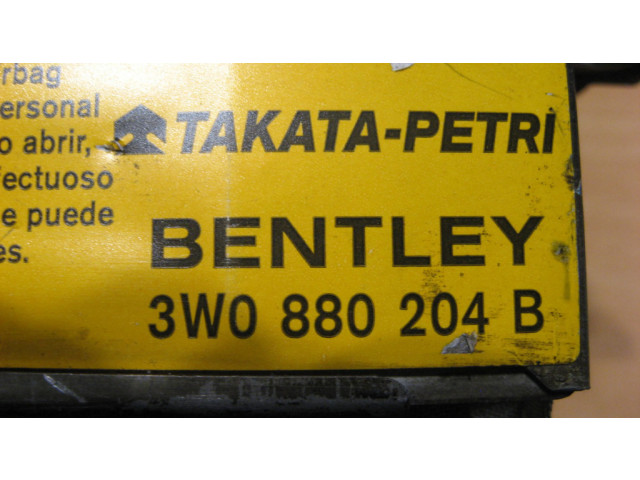 rbag
ersonal
o abrir,
fectuoso
e puede
es.
TAKATA-PETRI
BENTLEY
3W0 880 204 B